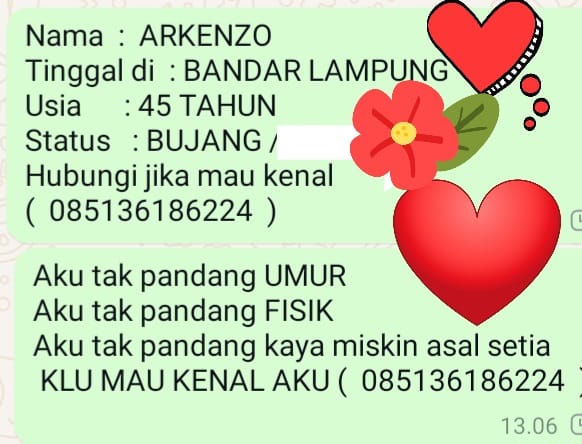 Nama : ARKENZO
Tinggal di : BANDAR LAMPUNG
Usia : 45 TAHUN
Status : BUJANG /
Hubungi jika mau kenal
( 085136186224 )
Aku tak pandang UMUR
Aku tak pandang FISIK
Aku tak pandang kaya miskin asal setia
KLU MAU KENAL AKU ( 085136186224 )
13.06